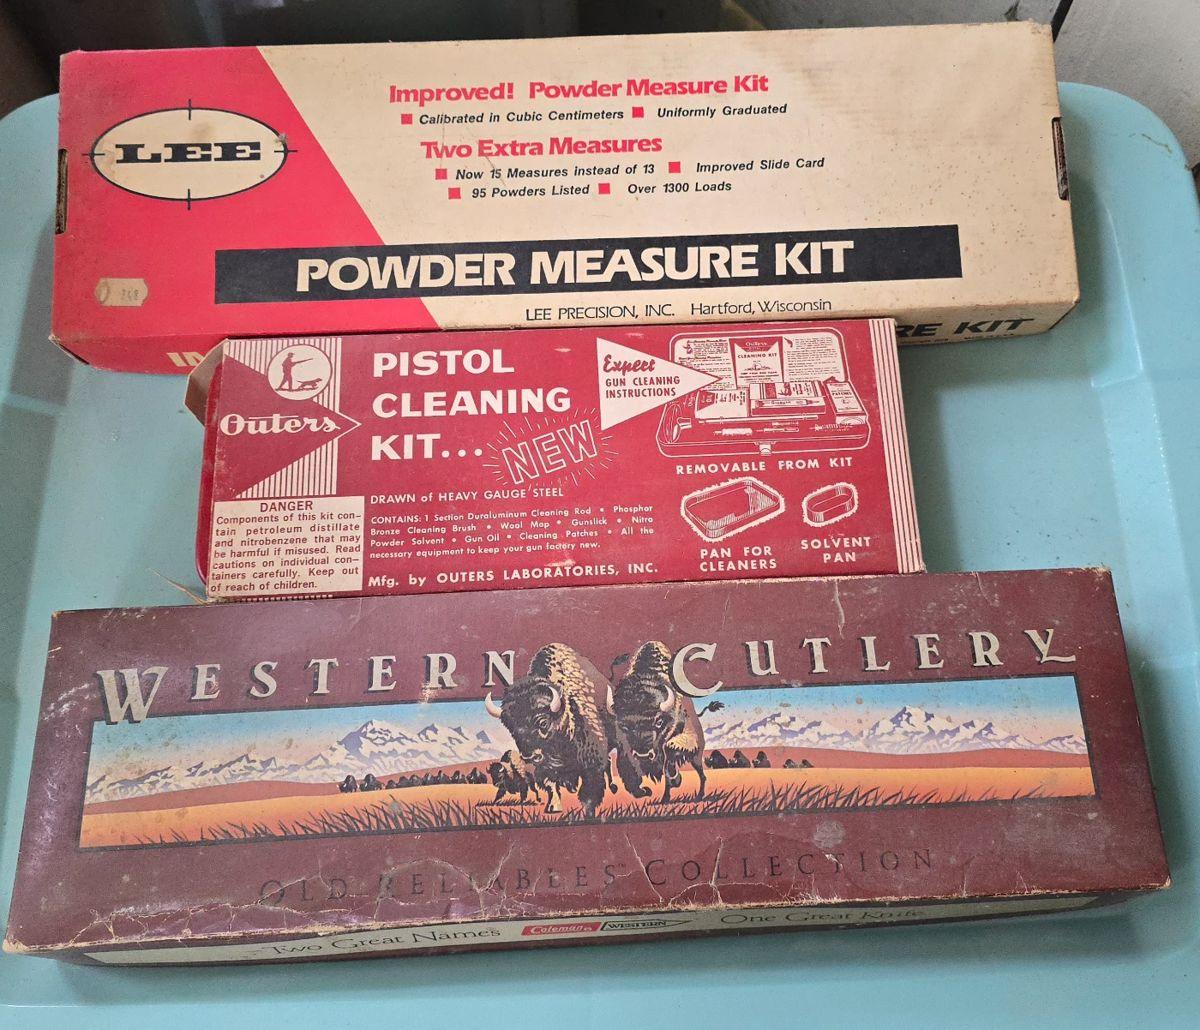 LEE
Improved! Powder Measure Kit
Calibrated in Cubic Centimeters ■ Uniformly Graduated
Two Extra Measures
Now 15 Measures instead of 13 ■ Improved Slide Card
95 Powders Listed ■ Over 1300 Loads
POWDER MEASURE KIT
LEE PRECISION, INC. Hartford, Wisconsin
RE KIT
Outers
PISTOL
CLEANING
KIT...
NEW
Expert
GUN CLEANING
INSTRUCTIONS
Outers
CLEANING KIT
PATCHES
REMOVABLE FROM KIT
PAN FOR
CLEANERS
SOLVENT
PAN
DANGER
Components of this kit con-
tain petroleum distillate
and nitrobenzene that may
be harmful if misused. Read
cautions on individual con-
tainers carefully. Keep out
of reach of children.
DRAWN of HEAVY GAUGE STEEL
CONTAINS: 1 Section Duraluminum Cleaning Rod • Phosphor
Bronze Cleaning Brush • Wool Mop • Gunslick • Nitro
Powder Solvent • Gun Oil • Cleaning Patches • All the
necessary equipment to keep your gun factory new.
Mfg. by OUTERS LABORATORIES, INC.
WESTERN CUTLERY
OLD RELIABLES™ COLLECTION
Two Great Names
Coleman
WESTERN
One Great Knife